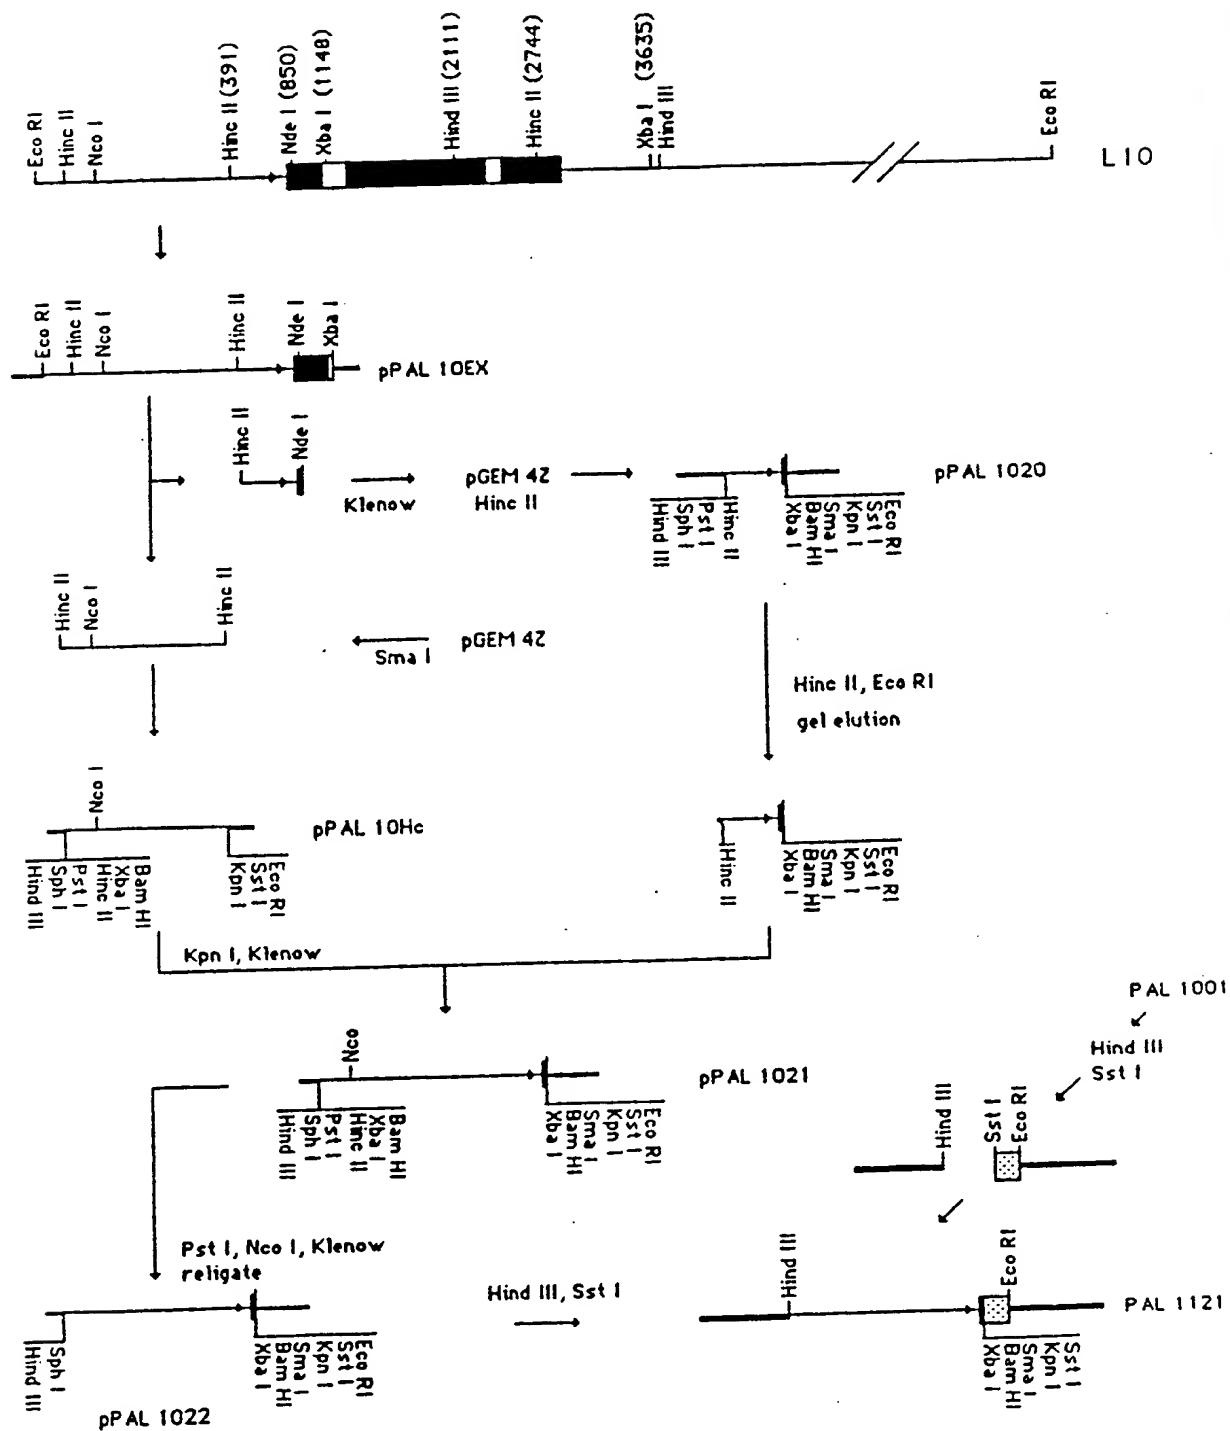 Eco RI
Hinc II
Nco I
Hinc II (391)
Nde I (850)
Xba I (1148)
Hind III (2111)
Hinc II (2744)
Xba I (3635)
Hind III
Eco RI
L10
Eco RI
Hinc II
Nco I
Hinc II
Nde I
Xba I
pPAL 10EX
Hinc II
Nde I
Klenow
pGEM 4Z
Hinc II
pPAL 1020
Hind III
Sph I
Pst I
Hinc II
Xba I
Bam HI
Sma I
Kpn I
Sst I
Eco RI
Hinc II
Nco I
Hinc II
Sma I
pGEM 4Z
Hinc II, Eco RI
gel elution
Nco I
pPAL 10Hc
Hind III
Sph I
Pst I
Hinc II
Xba I
Bam HI
Kpn I
Sst I
Eco RI
Hinc II
Xba I
Bam HI
Sma I
Kpn I
Sst I
Eco RI
Kpn I, Klenow
PAL 1001
Hind III
Sst I
Nco
pPAL 1021
Hind III
Sph I
Pst I
Hinc II
Xba I
Bam HI
Xba I
Bam HI
Sma I
Kpn I
Sst I
Eco RI
Hind III
Sst I
Eco RI
Pst I, Nco I, Klenow
religate
Hind III, Sst I
Hind III
Eco RI
PAL 1121
Hind III
Sph I
Xba I
Bam HI
Sma I
Kpn I
Sst I
Eco RI
Xba I
Bam HI
Sma I
Kpn I
Sst I
pPAL 1022